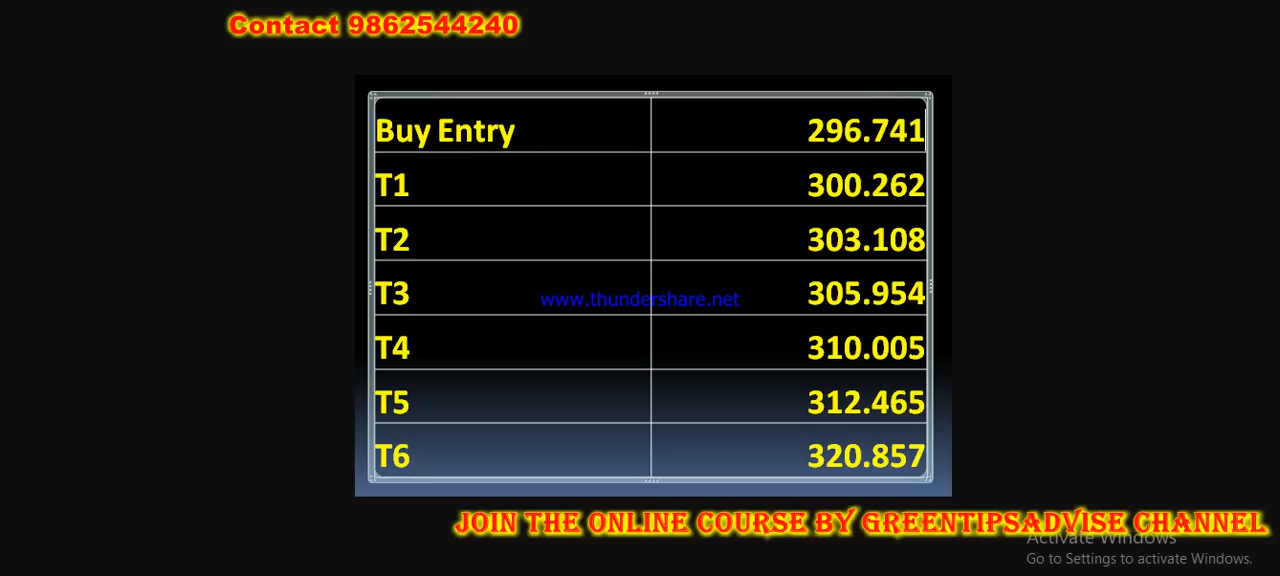 Contact 9862544240
Buy Entry 296.741
T1 300.262
T2 303.108
T3 305.954
www.thundershare.net
T4 310.005
T5 312.465
T6 320.857
JOIN THE ONLINE COURSE BY GREENTIPSADVISE CHANNEL
Activate Windows
Go to Settings to activate Windows.